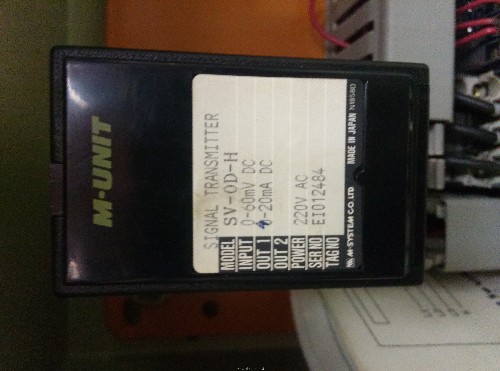 M-UNIT
SIGNAL TRANSMITTER
MODEL SV-0D-H
INPUT 0-60mV DC
OUT 1 -20mA DC
OUT 2
POWER 220V AC
SER NO EI012484
TAG NO
M-SYSTEM CO. LTD MADE IN JAPAN